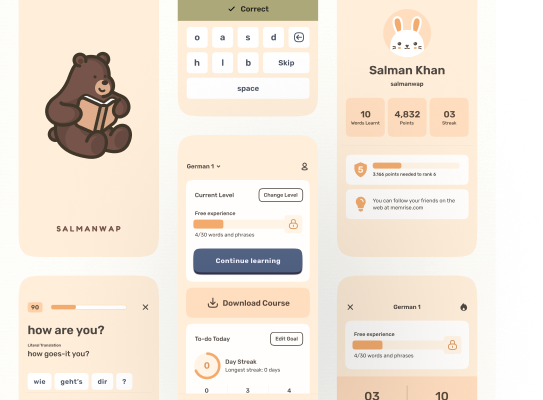 SALMANWAP
90
how are you?
Literal Translation
how goes-it you?
wie geht's dir ?
Correct
o a s d
h l b Skip
space
German 1
Current Level Change Level
Free experience
4/30 words and phrases
Continue learning
Download Course
To-do Today Edit Goal
0 Day Streak
Longest streak: 0 days
0 3 4
Salman Khan
salmanwap
10 4,832 03
Words Learnt Points Streak
5
3.166 points needed to rank 6
You can follow your friends on the
web at memrise.com
German 1
Free experience
4/30 words and phrases
03 10